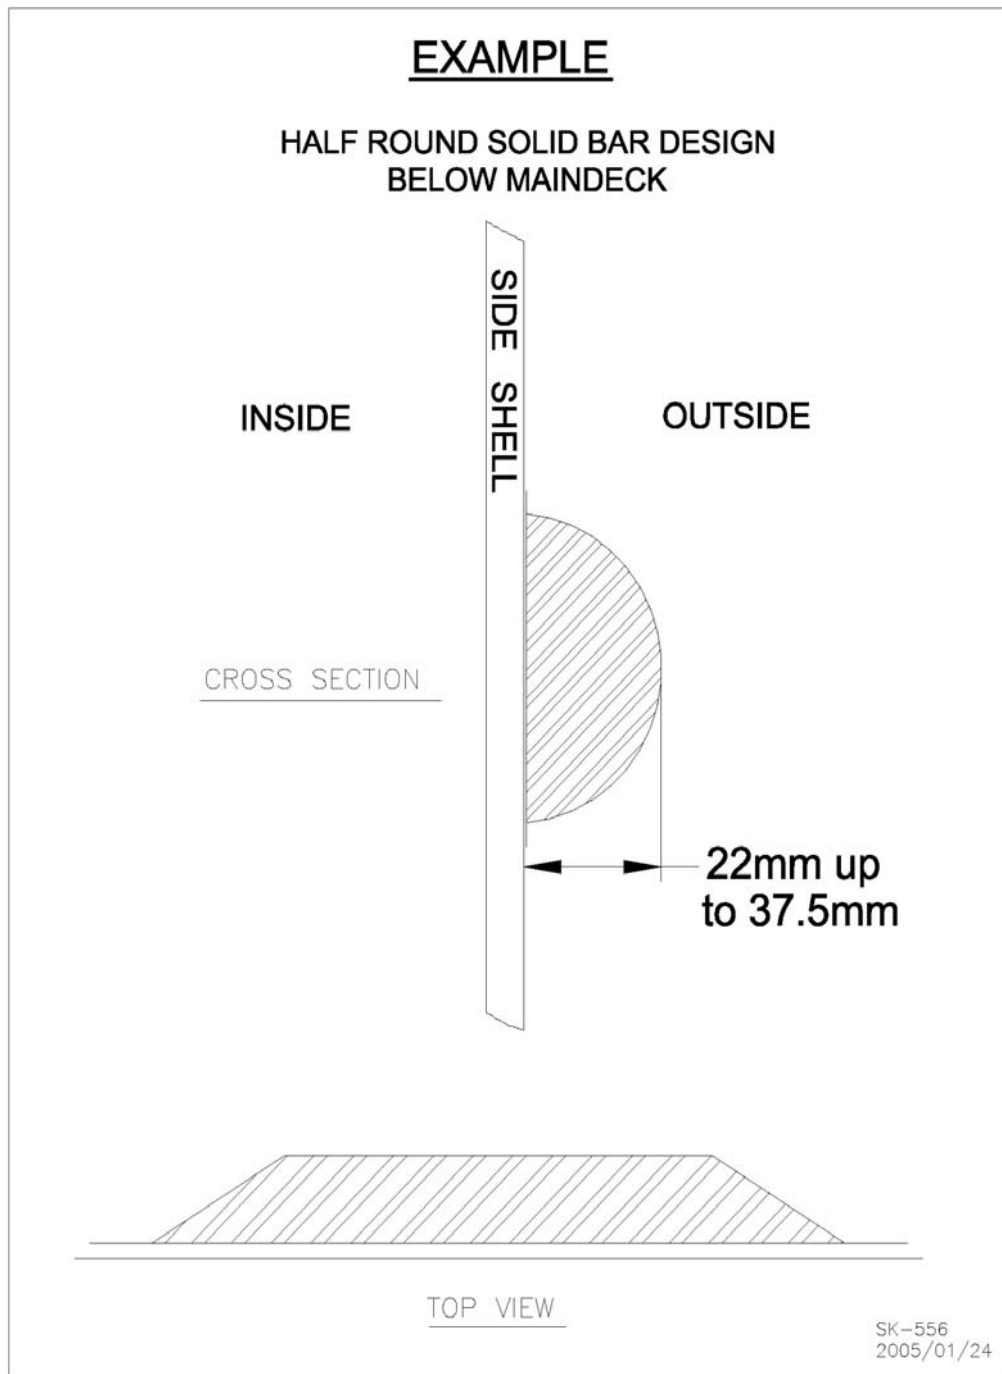 EXAMPLE
HALF ROUND SOLID BAR DESIGN
BELOW MAINDECK
SIDE SHELL
INSIDE
OUTSIDE
CROSS SECTION
22mm up
to 37.5mm
TOP VIEW
SK-556
2005/01/24